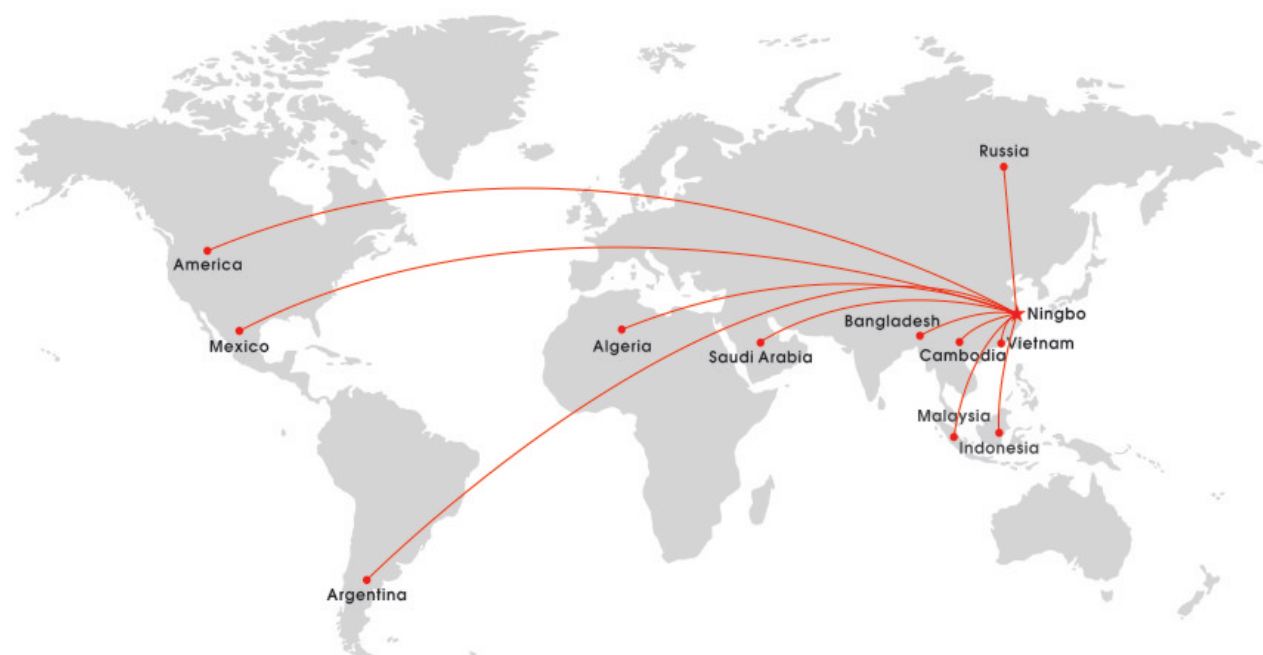 Russia
America
Ningbo
Bangladesh
Mexico
Algeria
Vietnam
Saudi Arabia
Cambodia
Malaysia
Indonesia
Argentina